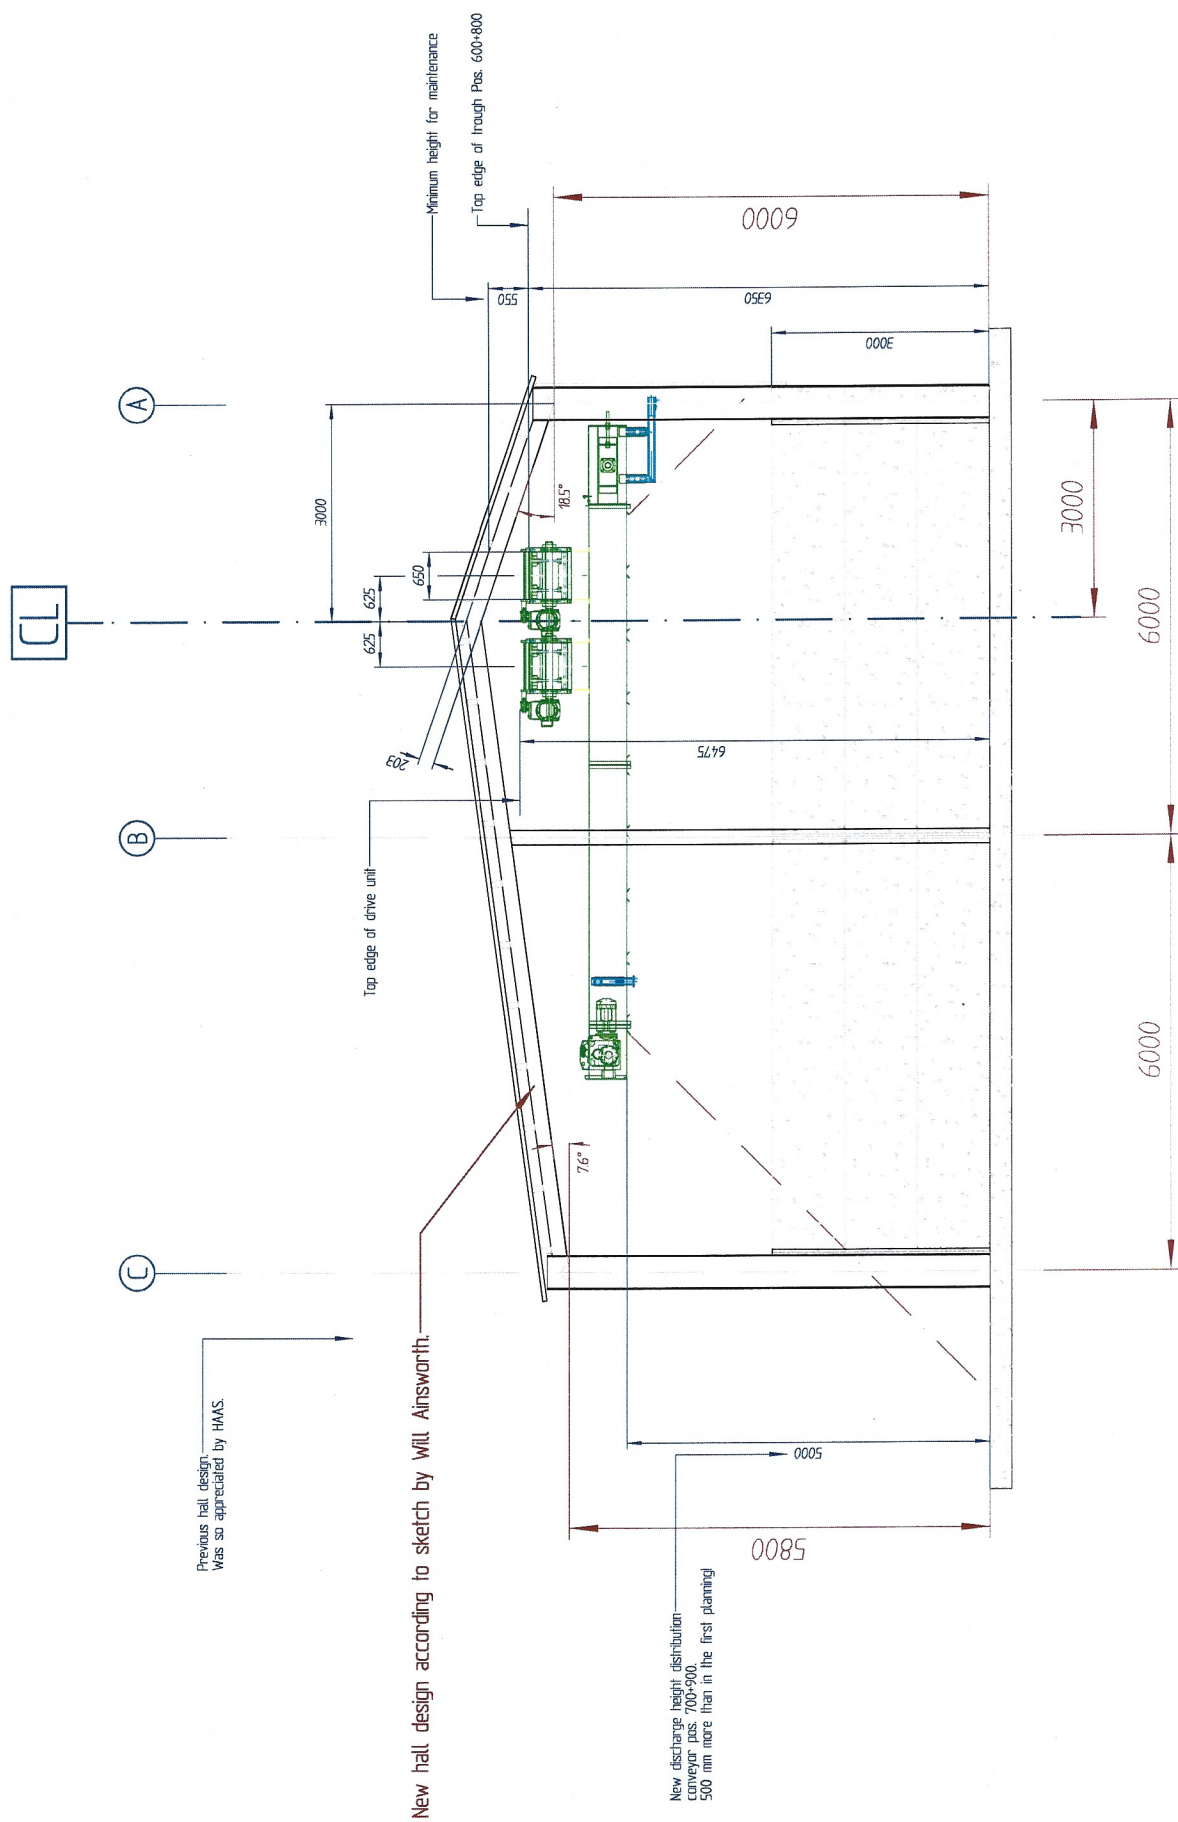 CL
A
B
C
Minimum height for maintenance
Top edge of trough Pos. 600+800
3000
550
6350
3000
6000
650
625
625
18.5°
203
Top edge of drive unit
6475
3000
6000
6000
7.6°
Previous hall design.
Was so appreciated by HAAS.
New hall design according to sketch by Will Ainsworth.
5000
5800
New discharge height distribution
conveyor pos. 700+900.
500 mm more than in the first planning!